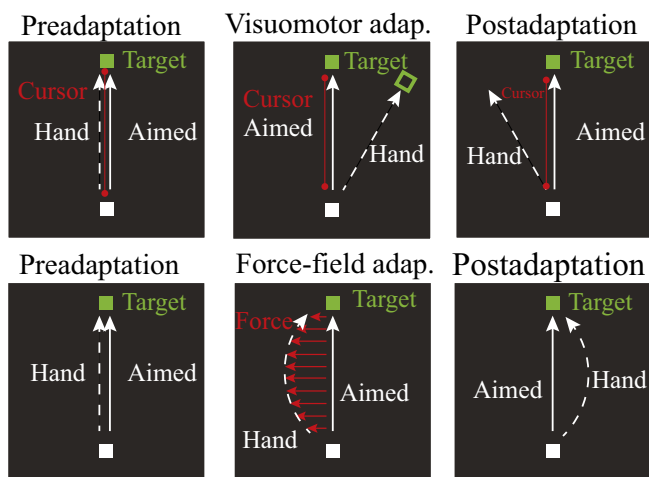 Preadaptation
Target
Cursor
Hand
Aimed
Visuomotor adap.
Target
Cursor
Aimed
Hand
Postadaptation
Target
Cursor
Hand
Aimed
Preadaptation
Target
Hand
Aimed
Force-field adap.
Target
Force
Aimed
Hand
Postadaptation
Target
Aimed
Hand